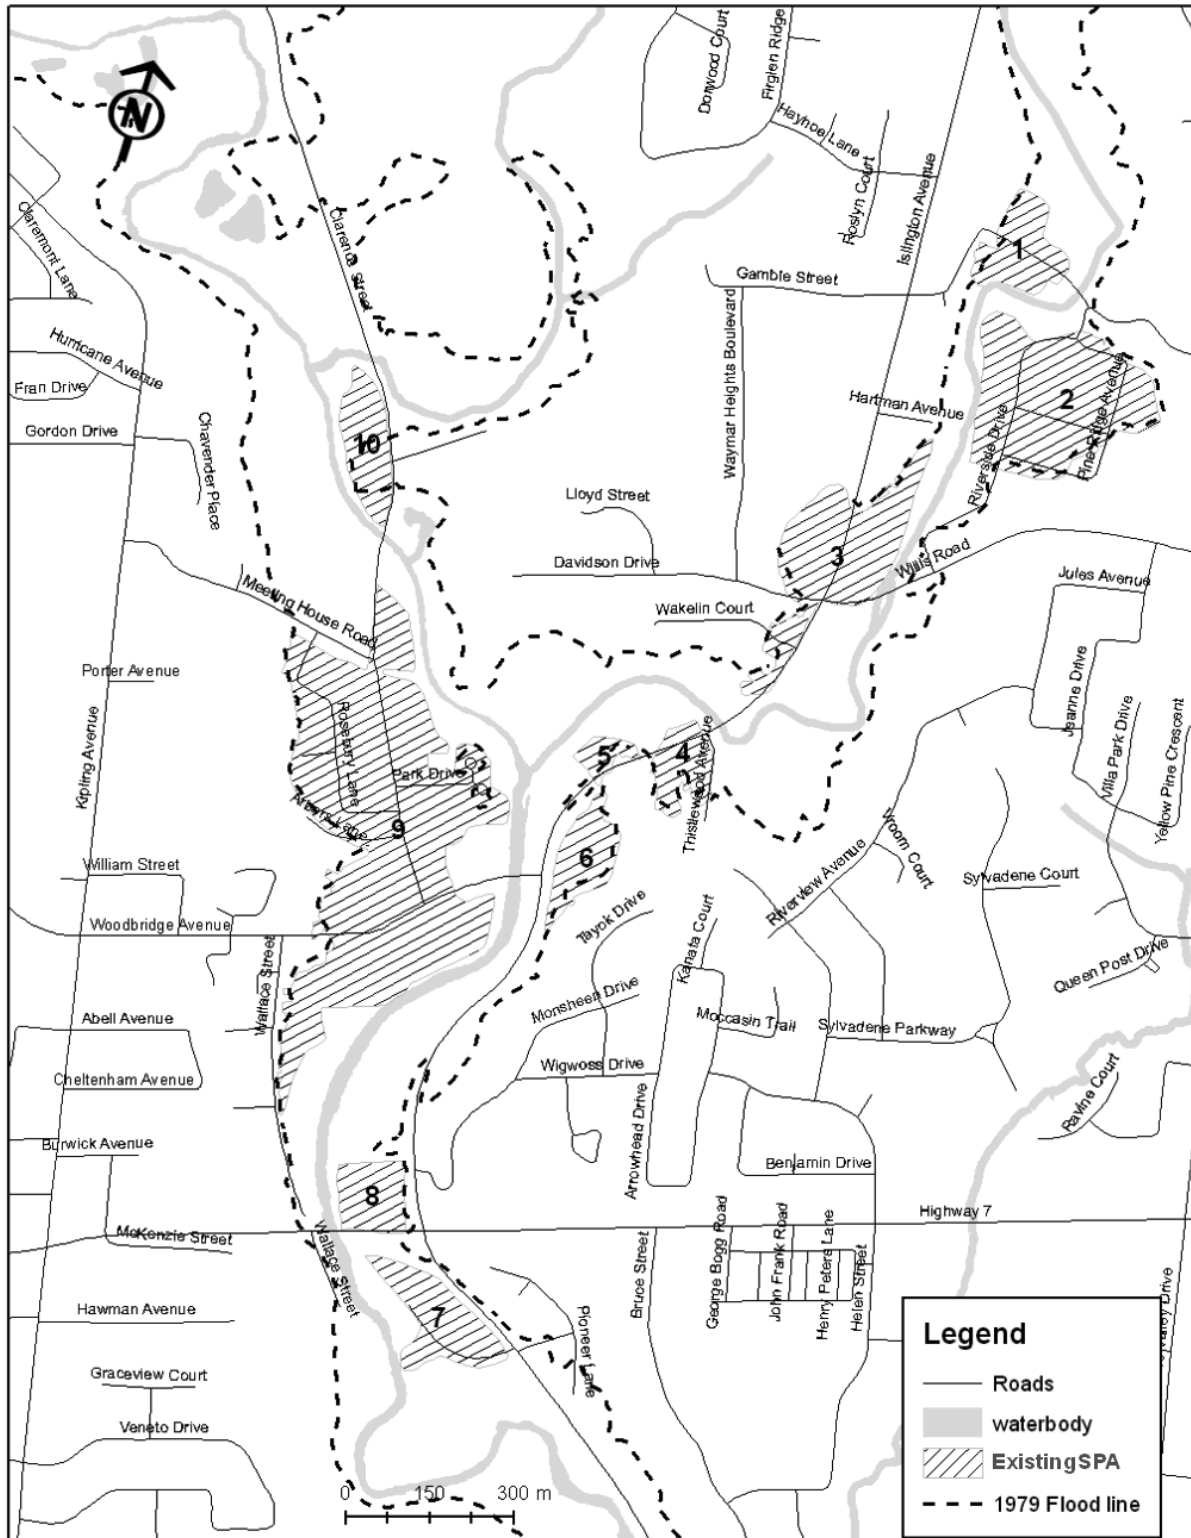 Dorwood Court
Firglen Ridge
Hayhoe Lane
Roslyn Court
Islington Avenue
N
Claremont Lane
Clarence Street
1
Gamble Street
Hurricane Avenue
Fran Drive
Waymar Heights Boulevard
Hartman Avenue
2
Pine Ridge Avenue
Riverside Drive
Gordon Drive
Chavender Place
10
Lloyd Street
3
Davidson Drive
Willis Road
Jules Avenue
Meeting House Road
Wakelin Court
Porter Avenue
Jeanne Drive
Villa Park Drive
Yellow Pine Crescent
Kipling Avenue
Rosebury Lane
Park Drive
5
4
Thistlewood Avenue
Arbors Lane
9
6
William Street
Riverview Avenue
Vroom Court
Sylvadene Court
Woodbridge Avenue
Tayok Drive
Kanata Court
Wallace Street
Queen Post Drive
Monsheen Drive
Abell Avenue
Moccasin Trail
Sylvadene Parkway
Cheltenham Avenue
Wigwoss Drive
Arrowhead Drive
Ravine Court
Burwick Avenue
Benjamin Drive
8
McKenzie Street
Highway 7
Wallace Street
Bruce Street
George Bogg Road
John Frank Road
Henry Peters Lane
Helen Street
Hawman Avenue
7
Pioneer Lane
Graceview Court
Veneto Drive
0 150 300 m
Legend
Roads
waterbody
Existing SPA
1979 Flood line